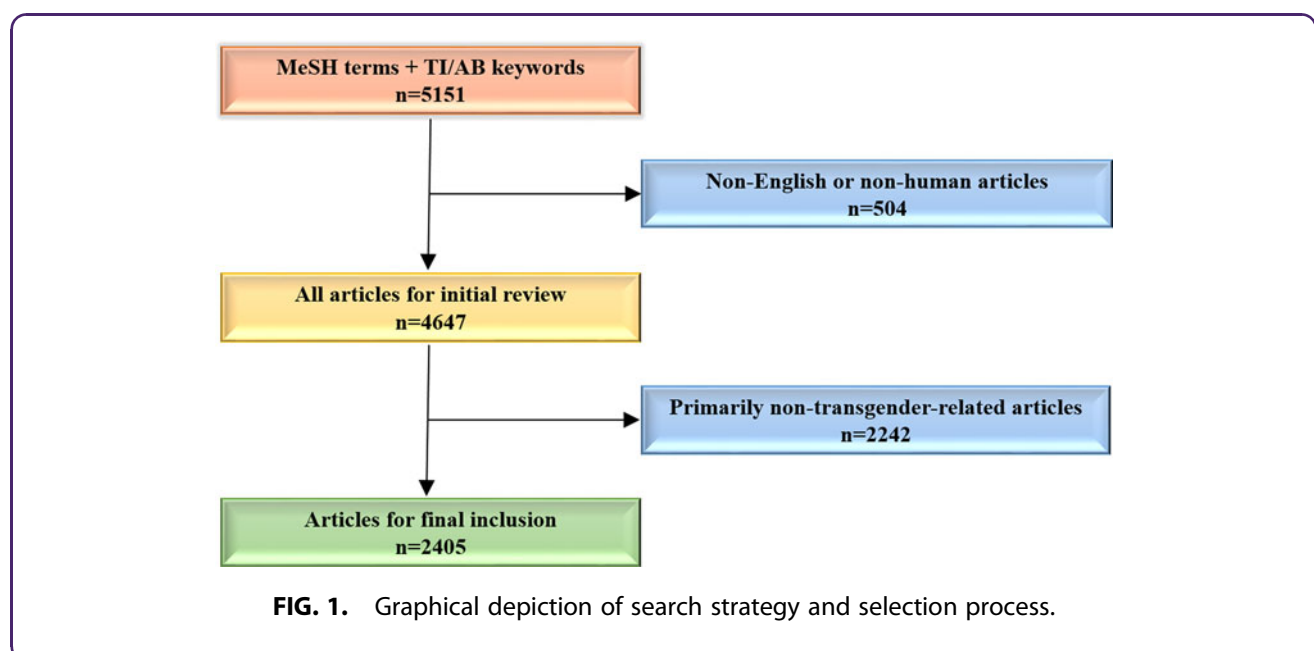 MeSH terms + TI/AB keywords
n=5151
Non-English or non-human articles
n=504
All articles for initial review
n=4647
Primarily non-transgender-related articles
n=2242
Articles for final inclusion
n=2405
FIG. 1. Graphical depiction of search strategy and selection process.